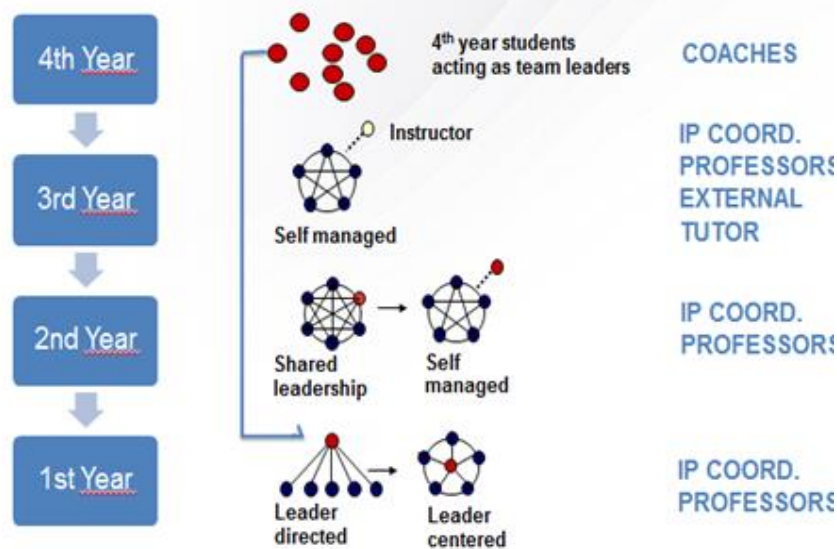 4th Year
4th year students
acting as team leaders
COACHES
3rd Year
Instructor
Self managed
IP COORD.
PROFESSORS
EXTERNAL
TUTOR
2nd Year
Shared
leadership
Self
managed
IP COORD.
PROFESSORS
1st Year
Leader
directed
Leader
centered
IP COORD.
PROFESSORS